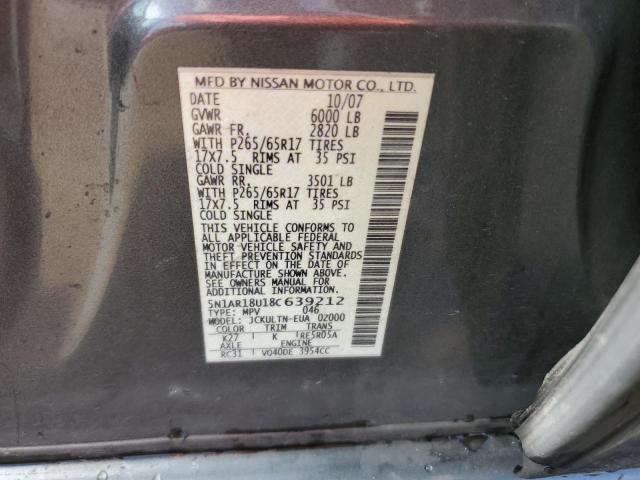 MFD BY NISSAN MOTOR CO., LTD.
DATE 10/07
GVWR 6000 LB
GAWR FR. 2820 LB
WITH P265/65R17 TIRES
17X7.5 RIMS AT 35 PSI
COLD SINGLE
GAWR RR. 3501 LB
WITH P265/65R17 TIRES
17X7.5 RIMS AT 35 PSI
COLD SINGLE
THIS VEHICLE CONFORMS TO
ALL APPLICABLE FEDERAL
MOTOR VEHICLE SAFETY AND
THEFT PREVENTION STANDARDS
IN EFFECT ON THE DATE OF
MANUFACTURE SHOWN ABOVE.
ADDITIONAL INFORMATION.
5N1AR18U18C639212
TYPE: MPV 046
MODEL: JCKULTN-EUA 02000
COLOR TRIM TRANS
K27 K RE5R05A
AXLE ENGINE
RC31 VQ40DE 3954CC